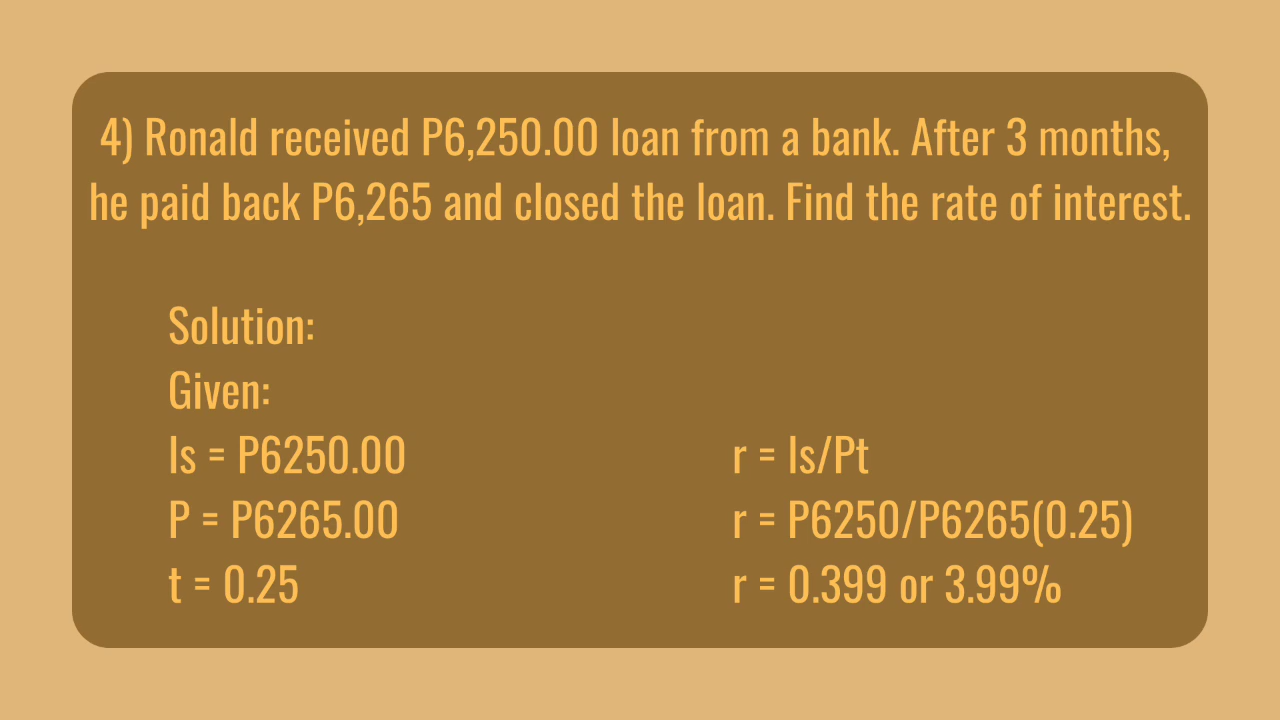 4) Ronald received P6,250.00 loan from a bank. After 3 months,
he paid back P6,265 and closed the loan. Find the rate of interest.
Solution:
Given:
Is = P6250.00
P = P6265.00
t = 0.25
r = Is/Pt
r = P6250/P6265(0.25)
r = 0.399 or 3.99%